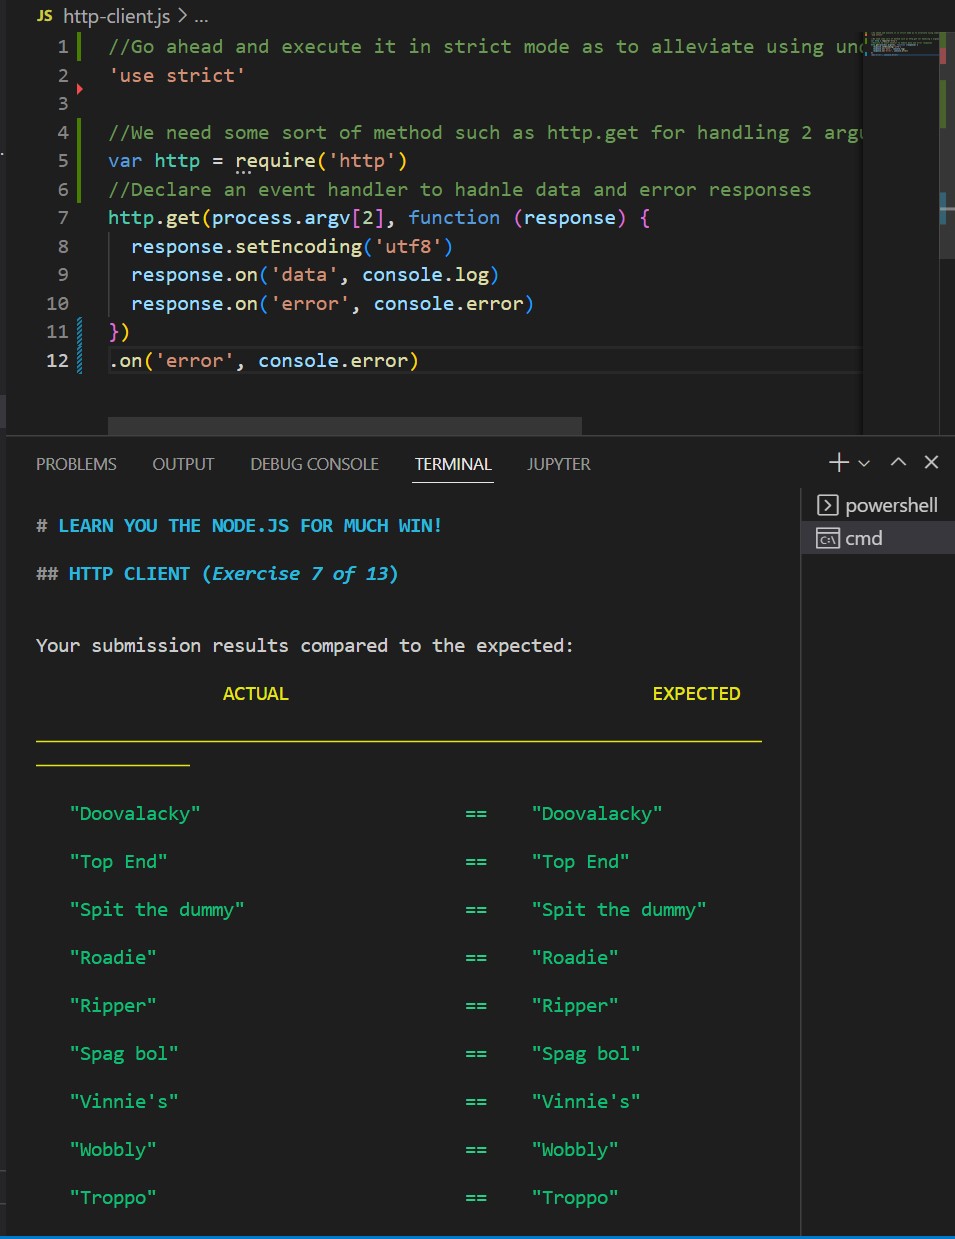 JS http-client.js > ...
1 //Go ahead and execute it in strict mode as to alleviate using
2 'use strict'
3
4 //We need some sort of method such as http.get for handling 2
5 var http = require('http')
6 //Declare an event handler to hadnle data and error responses
7 http.get(process.argv[2], function (response) {
8 response.setEncoding('utf8')
9 response.on('data', console.log)
10 response.on('error', console.error)
11 })
12 .on('error', console.error)
PROBLEMS OUTPUT DEBUG CONSOLE TERMINAL JUPYTER
powershell
cmd
# LEARN YOU THE NODE.JS FOR MUCH WIN!
## HTTP CLIENT (Exercise 7 of 13)
Your submission results compared to the expected:
ACTUAL EXPECTED
"Doovalacky" == "Doovalacky"
"Top End" == "Top End"
"Spit the dummy" == "Spit the dummy"
"Roadie" == "Roadie"
"Ripper" == "Ripper"
"Spag bol" == "Spag bol"
"Vinnie's" == "Vinnie's"
"Wobbly" == "Wobbly"
"Troppo" == "Troppo"